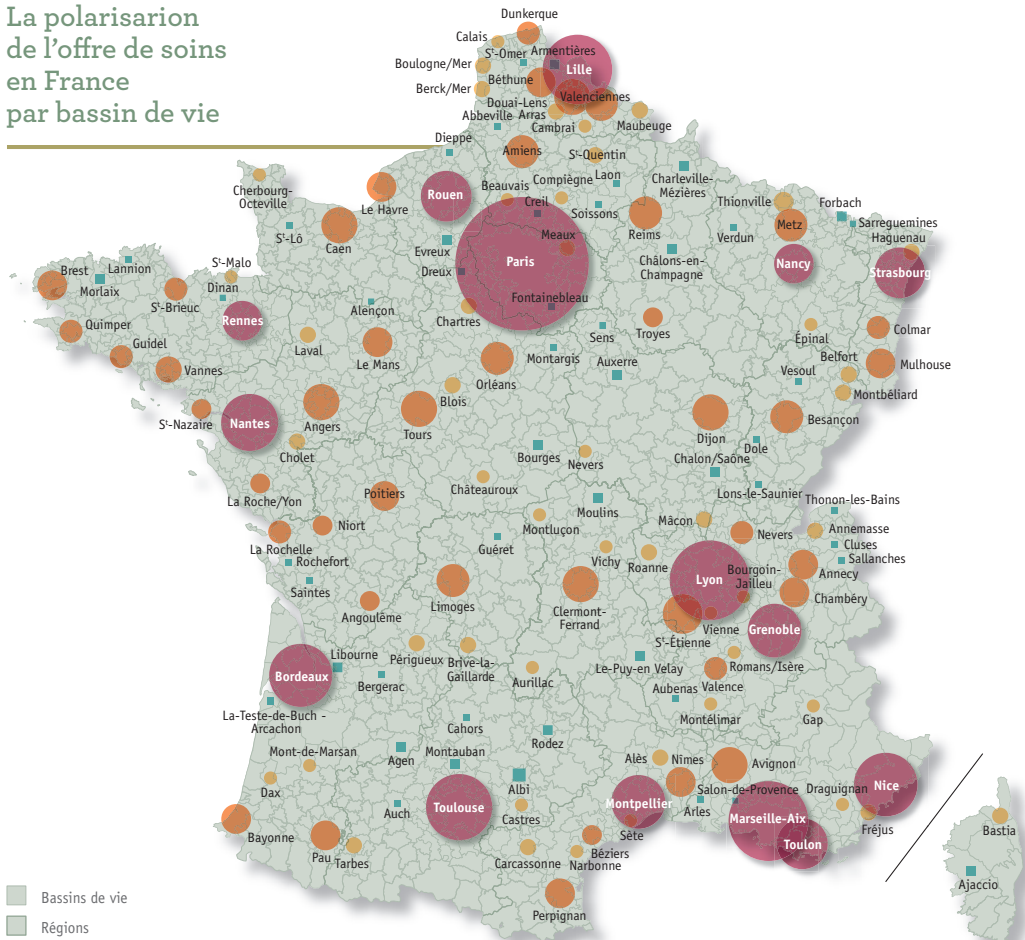 La polarisarion
de l'offre de soins
en France
par bassin de vie
Dunkerque
Calais
Sᵗ-Omer
Armentières
Boulogne/Mer
Lille
Béthune
Berck/Mer
Valenciennes
Douai-Lens
Abbeville
Arras
Cambrai
Maubeuge
Dieppe
Amiens
Sᵗ-Quentin
Cherbourg-
Octeville
Rouen
Beauvais
Compiègne
Laon
Charleville-
Mézières
Le Havre
Creil
Soissons
Thionville
Forbach
Sᵗ-Lô
Caen
Reims
Metz
Sarreguemines
Evreux
Meaux
Verdun
Haguenau
Sᵗ-Malo
Dreux
Paris
Châlons-en-
Champagne
Nancy
Strasbourg
Brest
Lannion
Morlaix
Dinan
Sᵗ-Brieuc
Alençon
Fontainebleau
Rennes
Chartres
Quimper
Sens
Troyes
Épinal
Colmar
Guidel
Laval
Le Mans
Montargis
Auxerre
Belfort
Vesoul
Mulhouse
Vannes
Orléans
Montbéliard
Blois
Sᵗ-Nazaire
Nantes
Angers
Tours
Dijon
Besançon
Cholet
Bourges
Nevers
Dole
Chalon/Saône
La Roche/Yon
Poitiers
Châteauroux
Moulins
Lons-le-Saunier
Thonon-les-Bains
Niort
Montluçon
Mâcon
Nevers
Annemasse
La Rochelle
Rochefort
Guéret
Vichy
Roanne
Cluses
Sallanches
Saintes
Lyon
Bourgoin-
Jailleu
Annecy
Angoulême
Limoges
Clermont-
Ferrand
Chambéry
Sᵗ-Étienne
Vienne
Grenoble
Libourne
Périgueux
Brive-la-
Gaillarde
Le-Puy-en Velay
Romans/Isère
Bordeaux
Bergerac
Aurillac
Aubenas
Valence
La-Teste-de-Buch -
Arcachon
Cahors
Montélimar
Gap
Mont-de-Marsan
Agen
Montauban
Rodez
Alès
Nîmes
Avignon
Dax
Albi
Salon-de-Provence
Draguignan
Nice
Auch
Toulouse
Castres
Montpellier
Arles
Marseille-Aix
Bayonne
Sète
Fréjus
Bastia
Pau
Tarbes
Carcassonne
Béziers
Narbonne
Toulon
Ajaccio
Perpignan
Bassins de vie
Régions